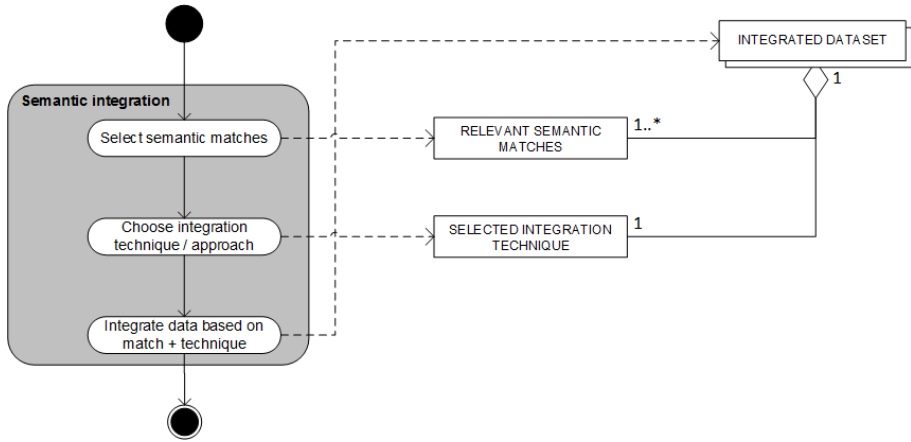 INTEGRATED DATASET
1
Semantic integration
Select semantic matches
RELEVANT SEMANTIC
MATCHES
1..*
Choose integration
technique / approach
SELECTED INTEGRATION
TECHNIQUE
1
Integrate data based on
match + technique